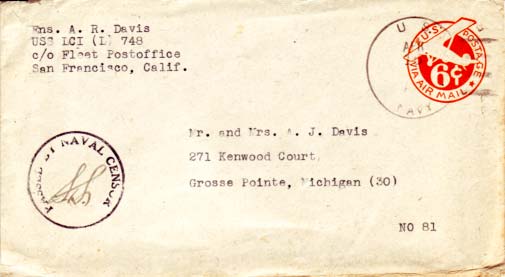 Ens. A. R. Davis
USS LCI (L) 748
c/o Fleet Postoffice
San Francisco, Calif.
U.S. POSTAGE
6¢
VIA AIR MAIL
NAVY
PASSED BY NAVAL CENSOR
Mr. and Mrs. A. J. Davis
271 Kenwood Court,
Grosse Pointe, Michigan (30)
NO 81